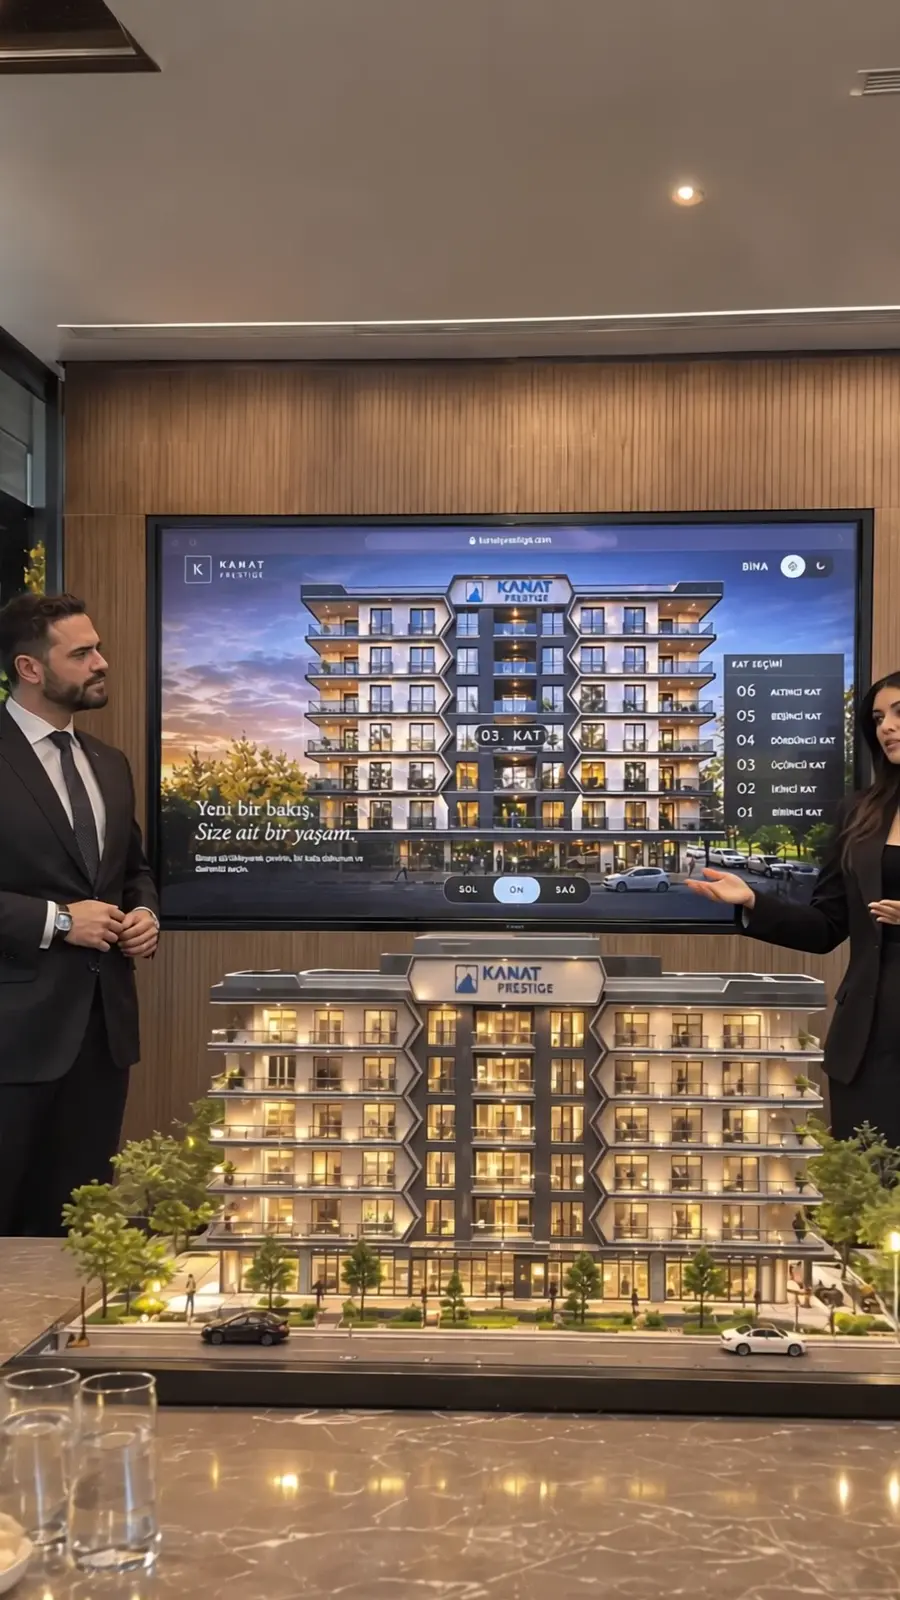 kanatprestige.com
K KANAT
PRESTIGE
BİNA
KANAT
PRESTIGE
KAT SEÇİMİ
06 ALTINCI KAT
05 BEŞİNCİ KAT
04 DÖRDÜNCÜ KAT
03 ÜÇÜNCÜ KAT
02 İKİNCİ KAT
01 BİRİNCİ KAT
03. KAT
Yeni bir bakış,
Size ait bir yaşam.
SOL ÖN SAĞ
KANAT
PRESTIGE